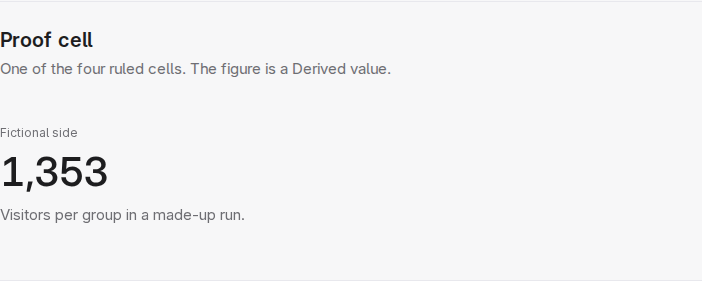 Proof cell
One of the four ruled cells. The figure is a Derived value.
Fictional side
1,353
Visitors per group in a made-up run.